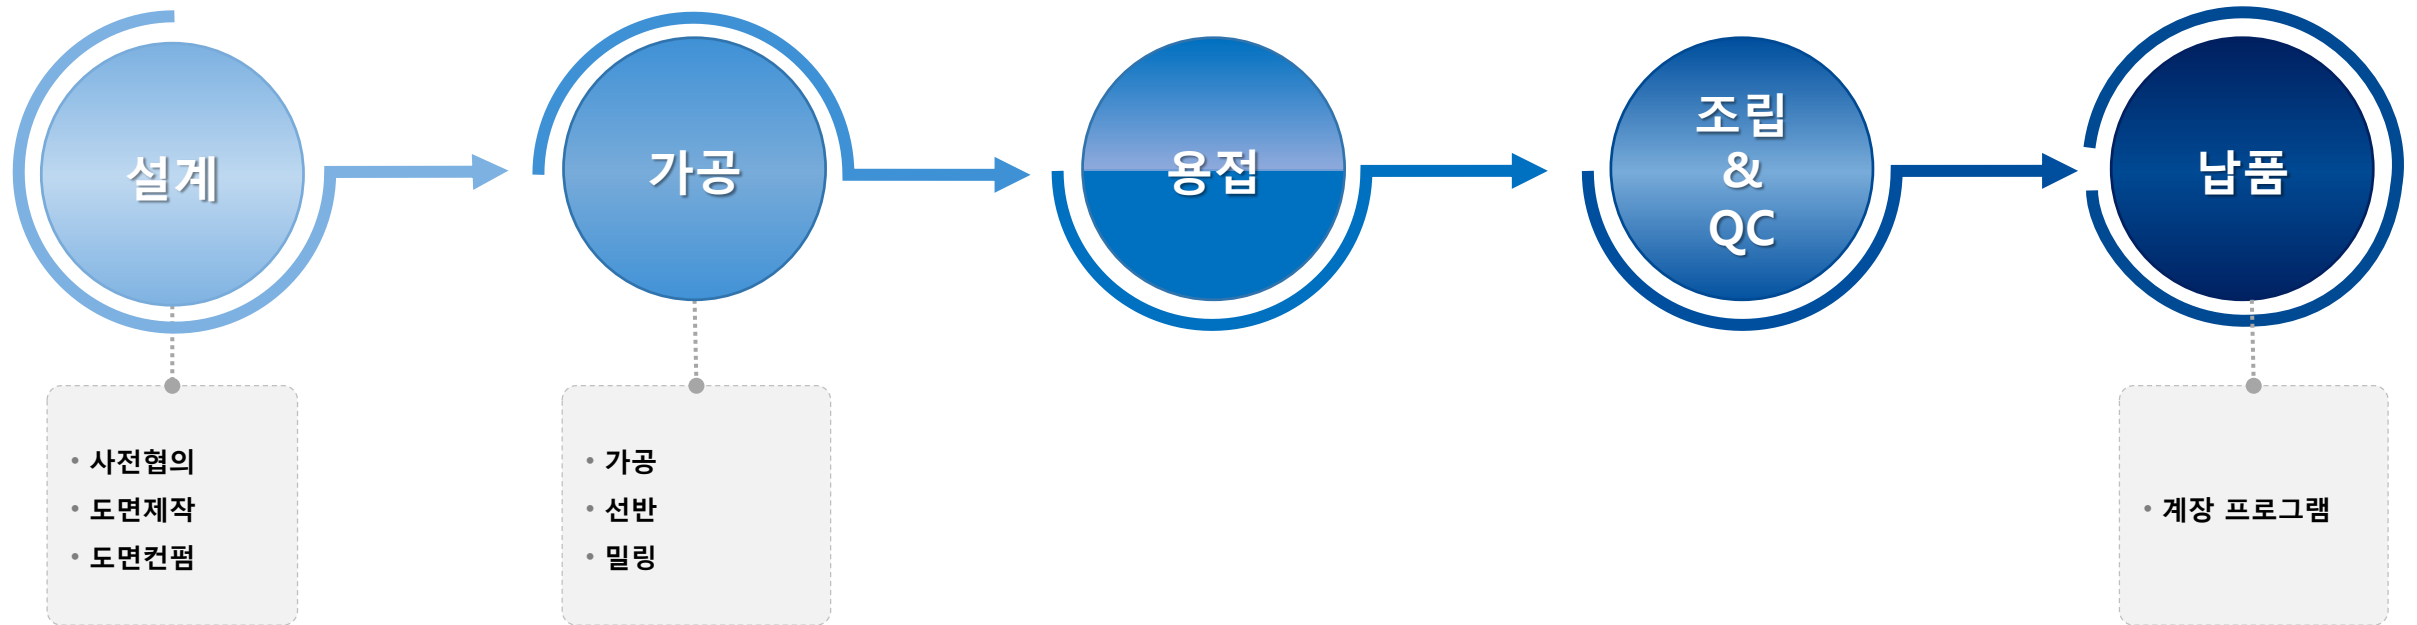 설계
가공
용접
조립
&
QC
납품
• 사전협의
• 도면제작
• 도면컨펌
• 가공
• 선반
• 밀링
• 계장 프로그램